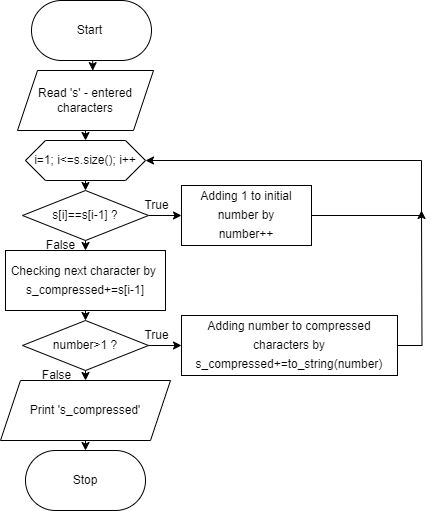 Start
Read 's' - entered
characters
i=1; i<=s.size(); i++
s[i]==s[i-1] ?
True
Adding 1 to initial
number by
number++
False
Checking next character by
s_compressed+=s[i-1]
number>1 ?
True
Adding number to compressed
characters by
s_compressed+=to_string(number)
False
Print 's_compressed'
Stop